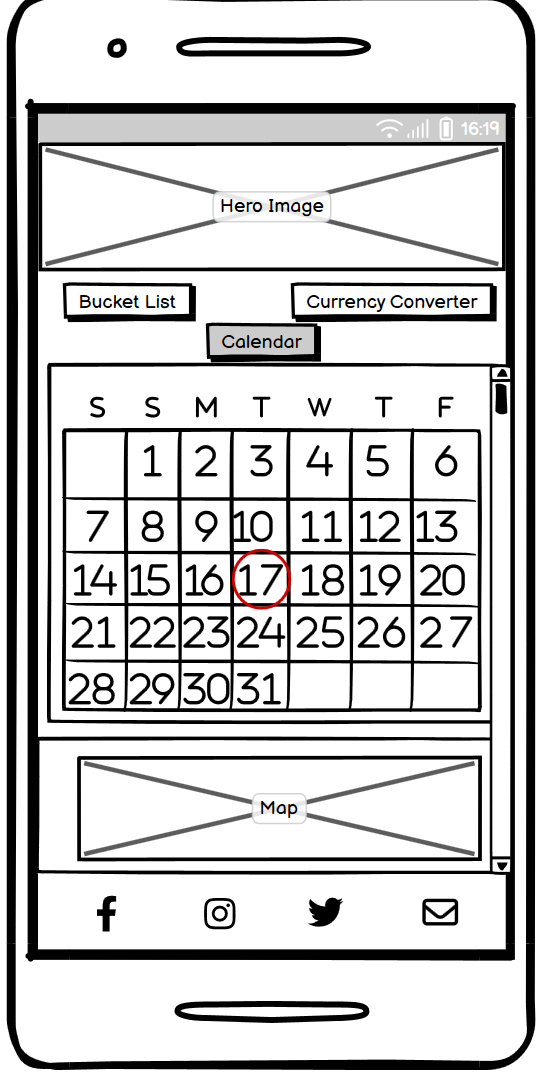 16:19
Hero Image
Bucket List Currency Converter
Calendar
S S M T W T F
1 2 3 4 5 6
7 8 9 10 11 12 13
14 15 16 17 18 19 20
21 22 23 24 25 26 27
28 29 30 31
Map